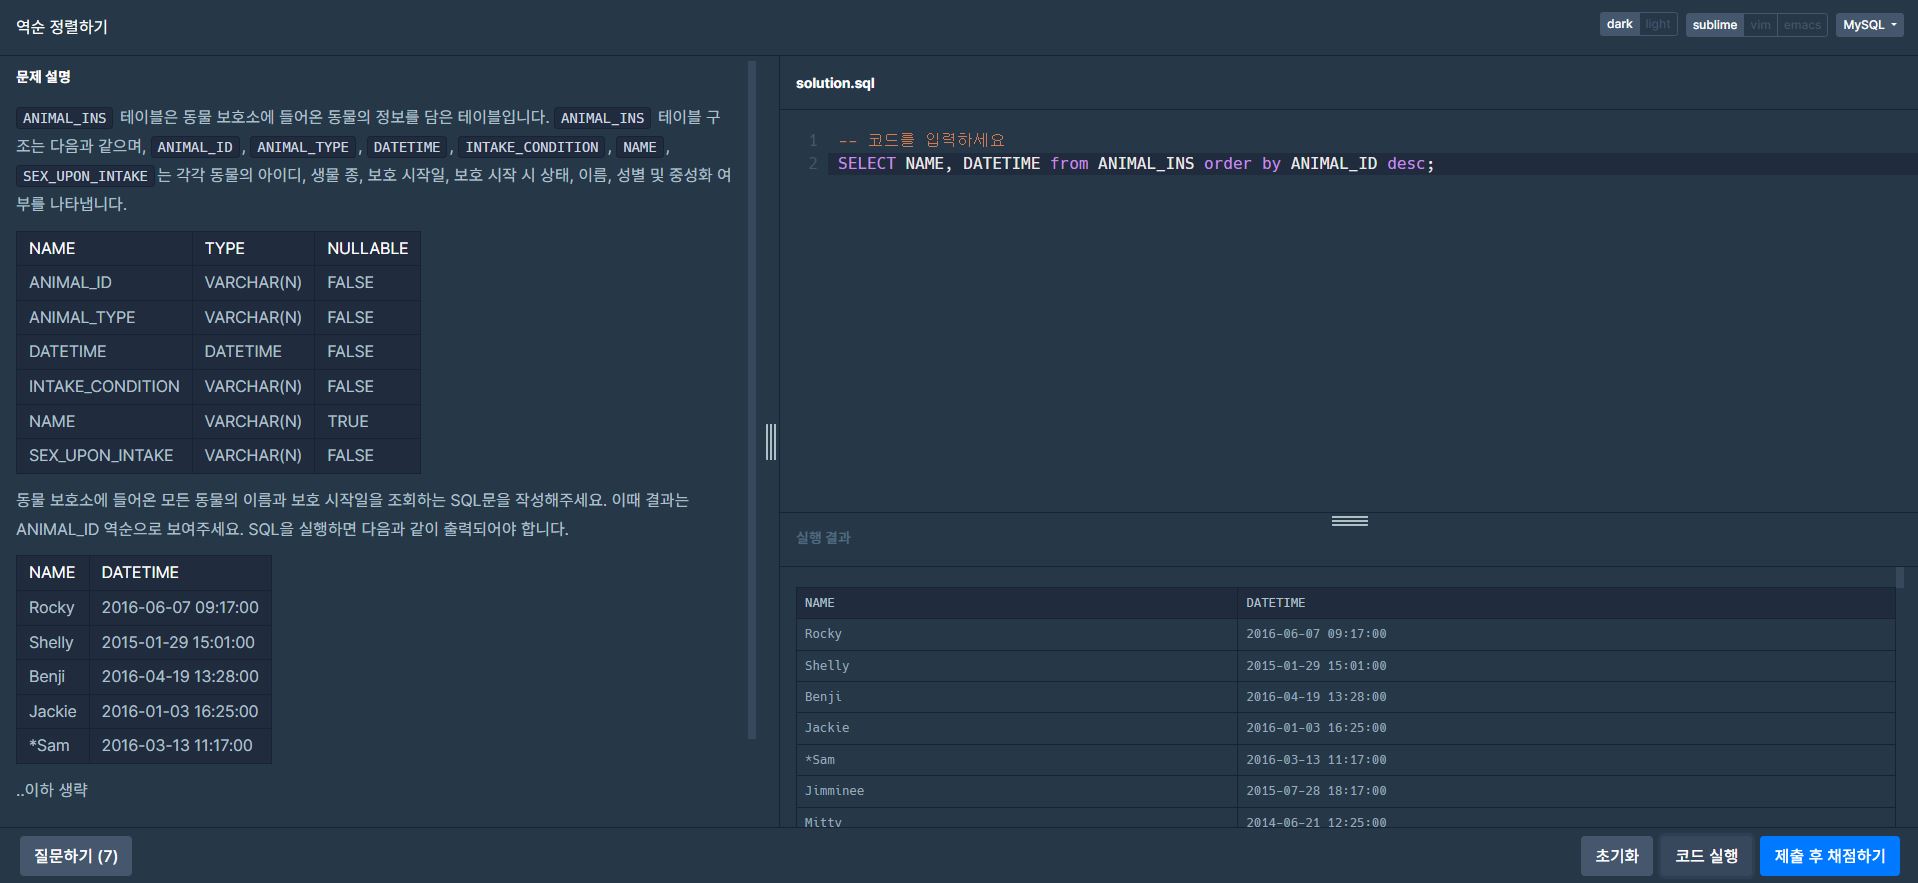 역순 정렬하기
dark light
sublime vim emacs
MySQL
문제 설명
ANIMAL_INS 테이블은 동물 보호소에 들어온 동물의 정보를 담은 테이블입니다. ANIMAL_INS 테이블 구
조는 다음과 같으며, ANIMAL_ID, ANIMAL_TYPE, DATETIME, INTAKE_CONDITION, NAME,
SEX_UPON_INTAKE는 각각 동물의 아이디, 생물 종, 보호 시작일, 보호 시작 시 상태, 이름, 성별 및 중성화 여
부를 나타냅니다.
NAME TYPE NULLABLE
ANIMAL_ID VARCHAR(N) FALSE
ANIMAL_TYPE VARCHAR(N) FALSE
DATETIME DATETIME FALSE
INTAKE_CONDITION VARCHAR(N) FALSE
NAME VARCHAR(N) TRUE
SEX_UPON_INTAKE VARCHAR(N) FALSE
동물 보호소에 들어온 모든 동물의 이름과 보호 시작일을 조회하는 SQL문을 작성해주세요. 이때 결과는
ANIMAL_ID 역순으로 보여주세요. SQL을 실행하면 다음과 같이 출력되어야 합니다.
NAME DATETIME
Rocky 2016-06-07 09:17:00
Shelly 2015-01-29 15:01:00
Benji 2016-04-19 13:28:00
Jackie 2016-01-03 16:25:00
*Sam 2016-03-13 11:17:00
..이하 생략
solution.sql
1 -- 코드를 입력하세요
2 SELECT NAME, DATETIME from ANIMAL_INS order by ANIMAL_ID desc;
실행 결과
NAME DATETIME
Rocky 2016-06-07 09:17:00
Shelly 2015-01-29 15:01:00
Benji 2016-04-19 13:28:00
Jackie 2016-01-03 16:25:00
*Sam 2016-03-13 11:17:00
Jimminee 2015-07-28 18:17:00
Mitty 2014-06-21 12:25:00
질문하기 (7)
초기화
코드 실행
제출 후 채점하기